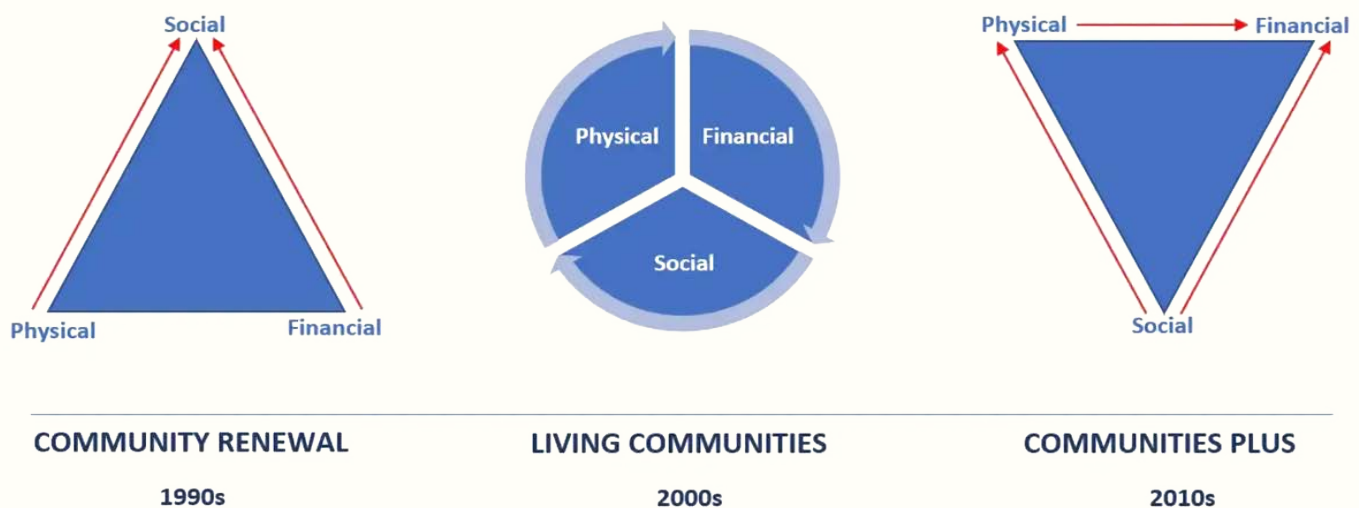 Social
Physical
Financial
Physical
Financial
Social
Physical
Financial
Social
COMMUNITY RENEWAL
1990s
LIVING COMMUNITIES
2000s
COMMUNITIES PLUS
2010s